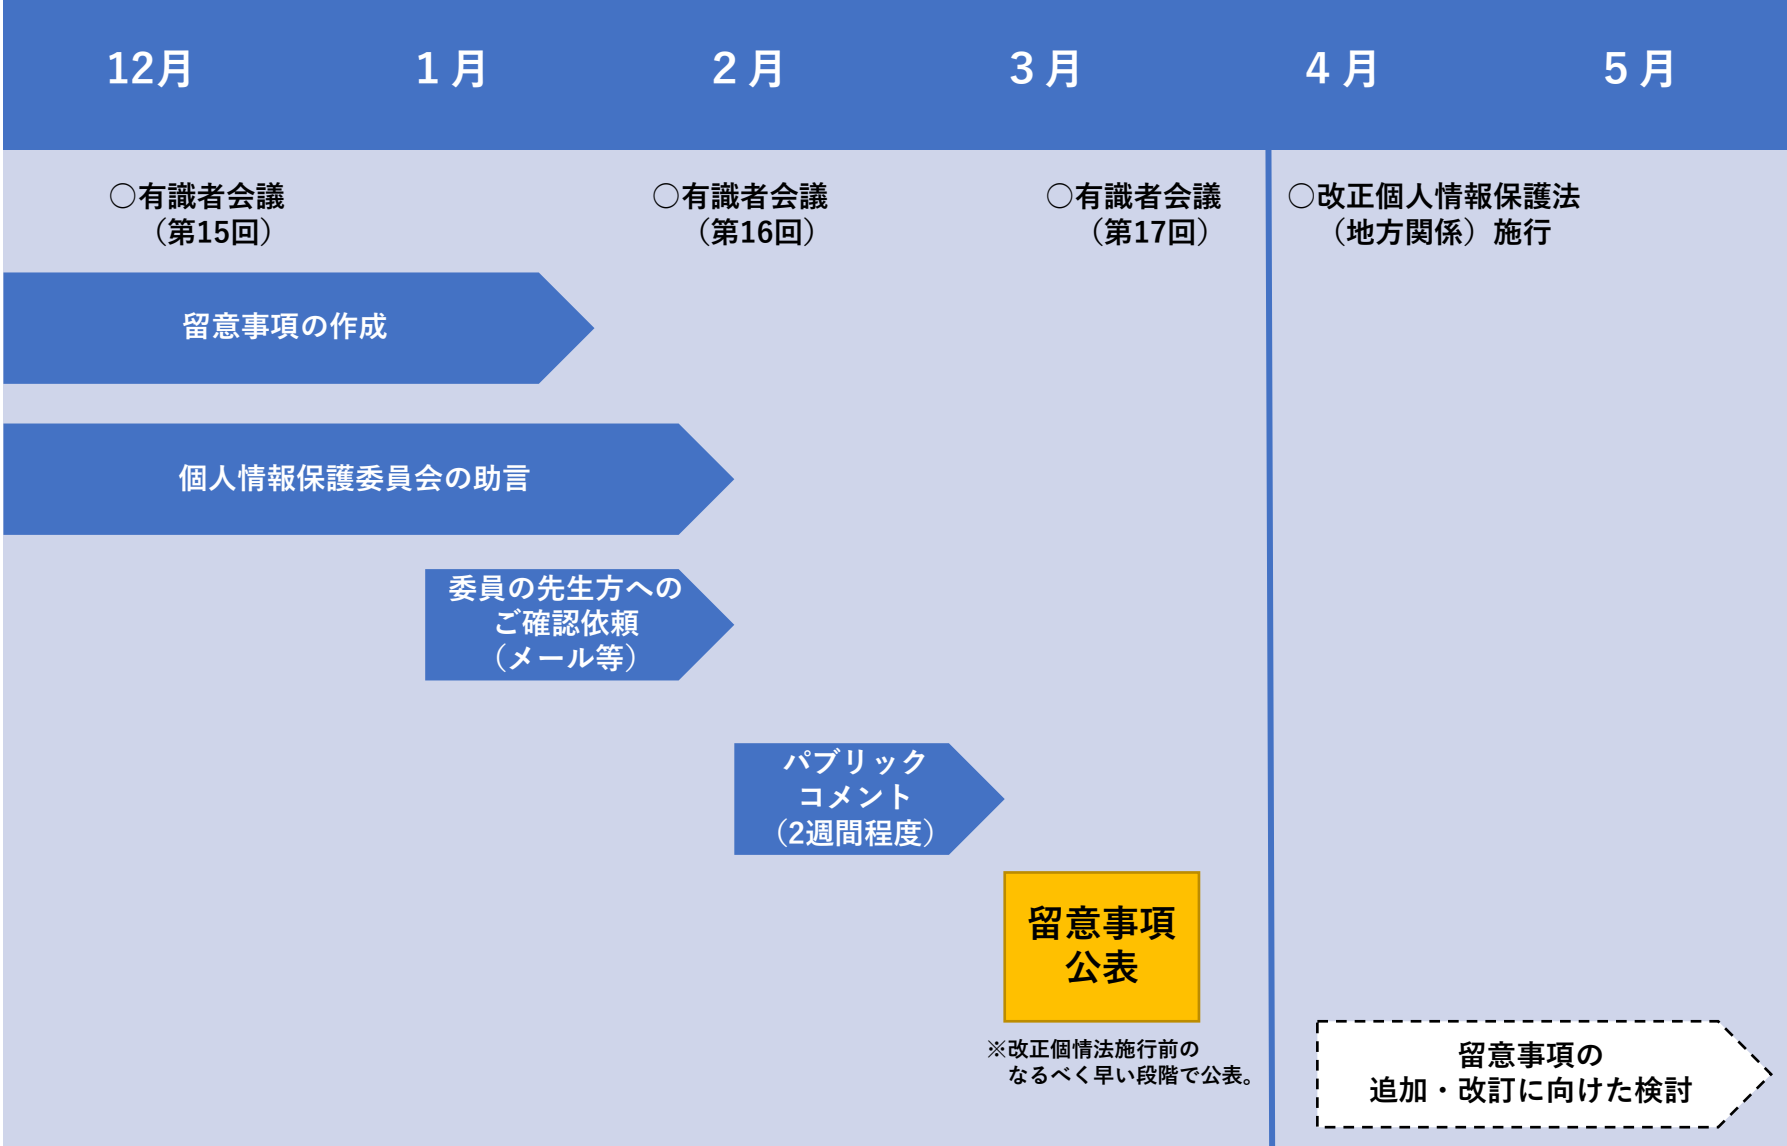 12月
1月
2月
3月
4月
5月
○有識者会議
（第15回）
○有識者会議
（第16回）
○有識者会議
（第17回）
○改正個人情報保護法
（地方関係）施行
留意事項の作成
個人情報保護委員会の助言
委員の先生方への
ご確認依頼
（メール等）
パブリック
コメント
（2週間程度）
留意事項
公表
※改正個情法施行前の
なるべく早い段階で公表。
留意事項の
追加・改訂に向けた検討